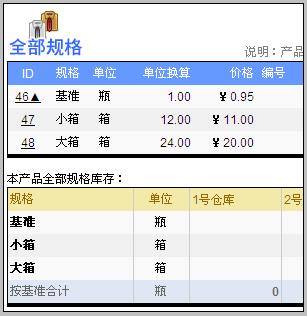 全部规格
说明：产品
ID 规格 单位 单位换算 价格 编号
46▲ 基准 瓶 1.00 ¥ 0.95
47 小箱 箱 12.00 ¥ 11.00
48 大箱 箱 24.00 ¥ 20.00
本产品全部规格库存：
规格 单位 1号仓库 2号
基准 瓶
小箱 箱
大箱 箱
按基准合计 瓶 0